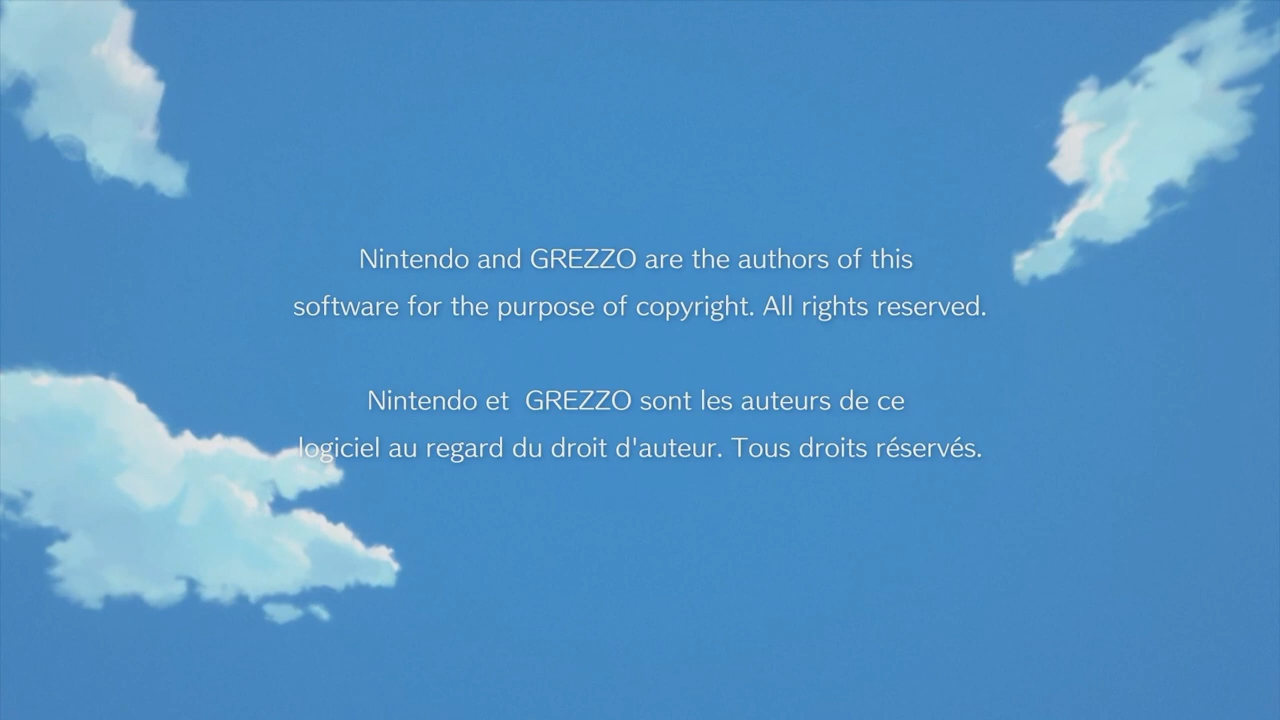 Nintendo and GREZZO are the authors of this
software for the purpose of copyright. All rights reserved.
Nintendo et  GREZZO sont les auteurs de ce
logiciel au regard du droit d'auteur. Tous droits réservés.